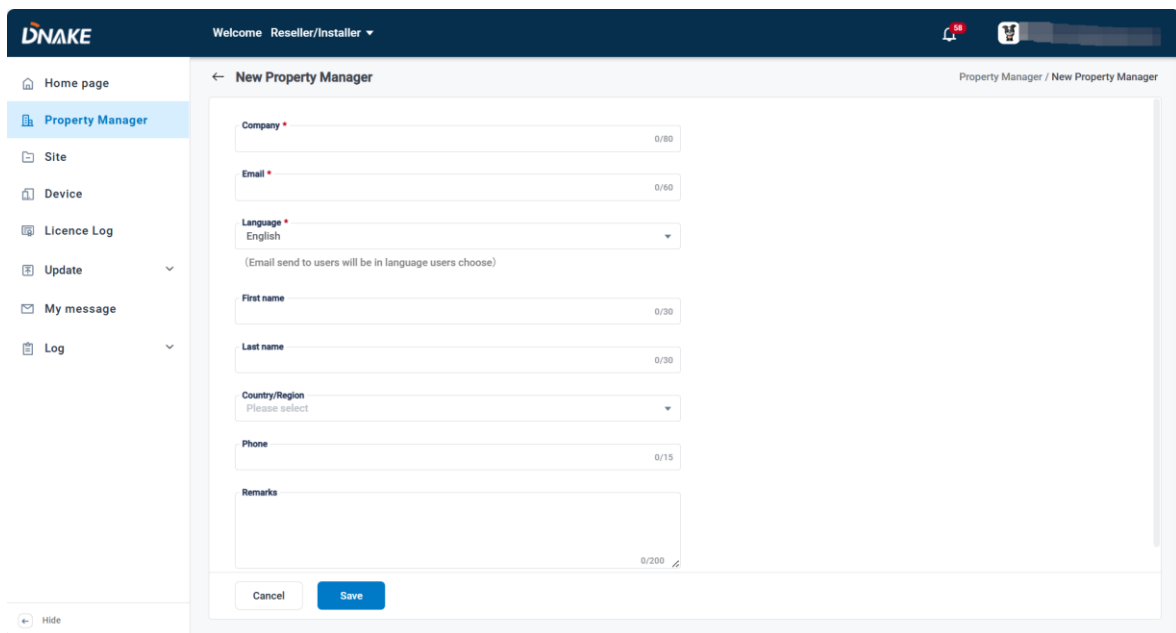 DNAKE
Welcome Reseller/Installer
58
Home page
Property Manager
Site
Device
Licence Log
Update
My message
Log
Hide
New Property Manager
Property Manager / New Property Manager
Company *
0/80
Email *
0/60
Language *
English
(Email send to users will be in language users choose)
First name
0/30
Last name
0/30
Country/Region
Please select
Phone
0/15
Remarks
0/200
Cancel
Save